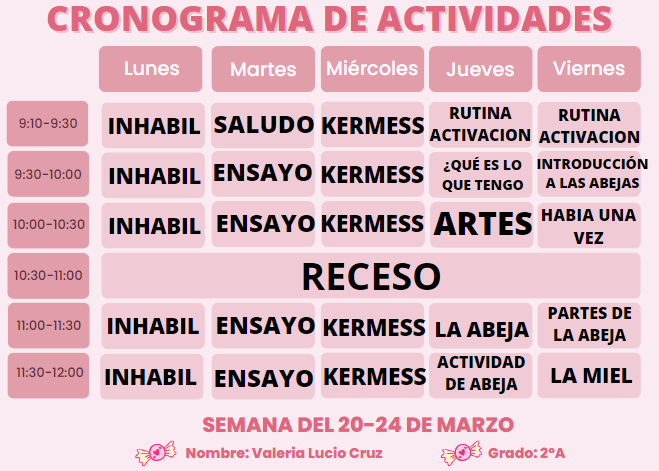 CRONOGRAMA DE ACTIVIDADES
Lunes Martes Miércoles Jueves Viernes
9:10-9:30 INHABIL SALUDO KERMESS RUTINA ACTIVACION RUTINA ACTIVACION
9:30-10:00 INHABIL ENSAYO KERMESS ¿QUÉ ES LO QUE TENGO INTRODUCCIÓN A LAS ABEJAS
10:00-10:30 INHABIL ENSAYO KERMESS ARTES HABIA UNA VEZ
10:30-11:00 RECESO
11:00-11:30 INHABIL ENSAYO KERMESS LA ABEJA PARTES DE LA ABEJA
11:30-12:00 INHABIL ENSAYO KERMESS ACTIVIDAD DE ABEJA LA MIEL
SEMANA DEL 20-24 DE MARZO
Nombre: Valeria Lucio Cruz Grado: 2°A